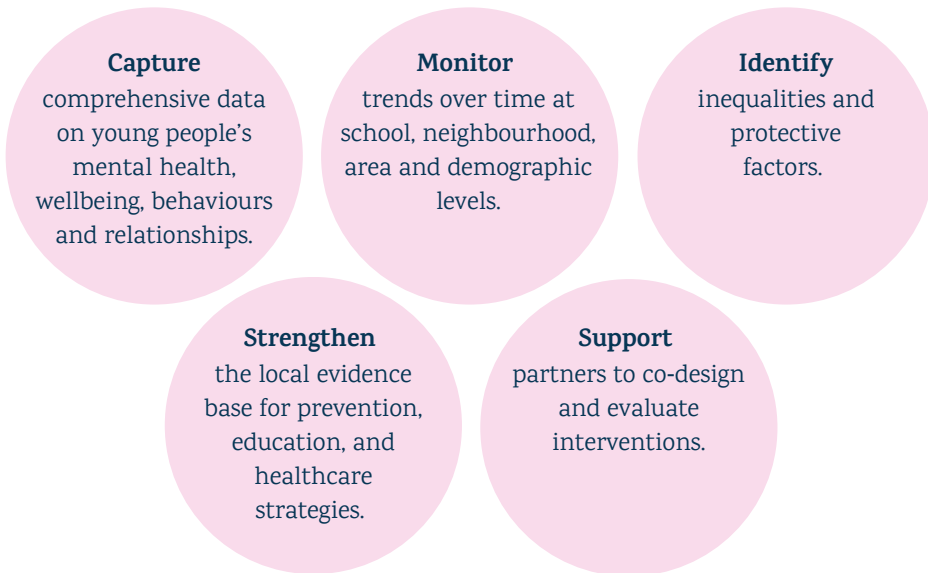 Capture
comprehensive data
on young people's
mental health,
wellbeing, behaviours
and relationships.
Monitor
trends over time at
school, neighbourhood,
area and demographic
levels.
Identify
inequalities and
protective
factors.
Strengthen
the local evidence
base for prevention,
education, and
healthcare
strategies.
Support
partners to co-design
and evaluate
interventions.